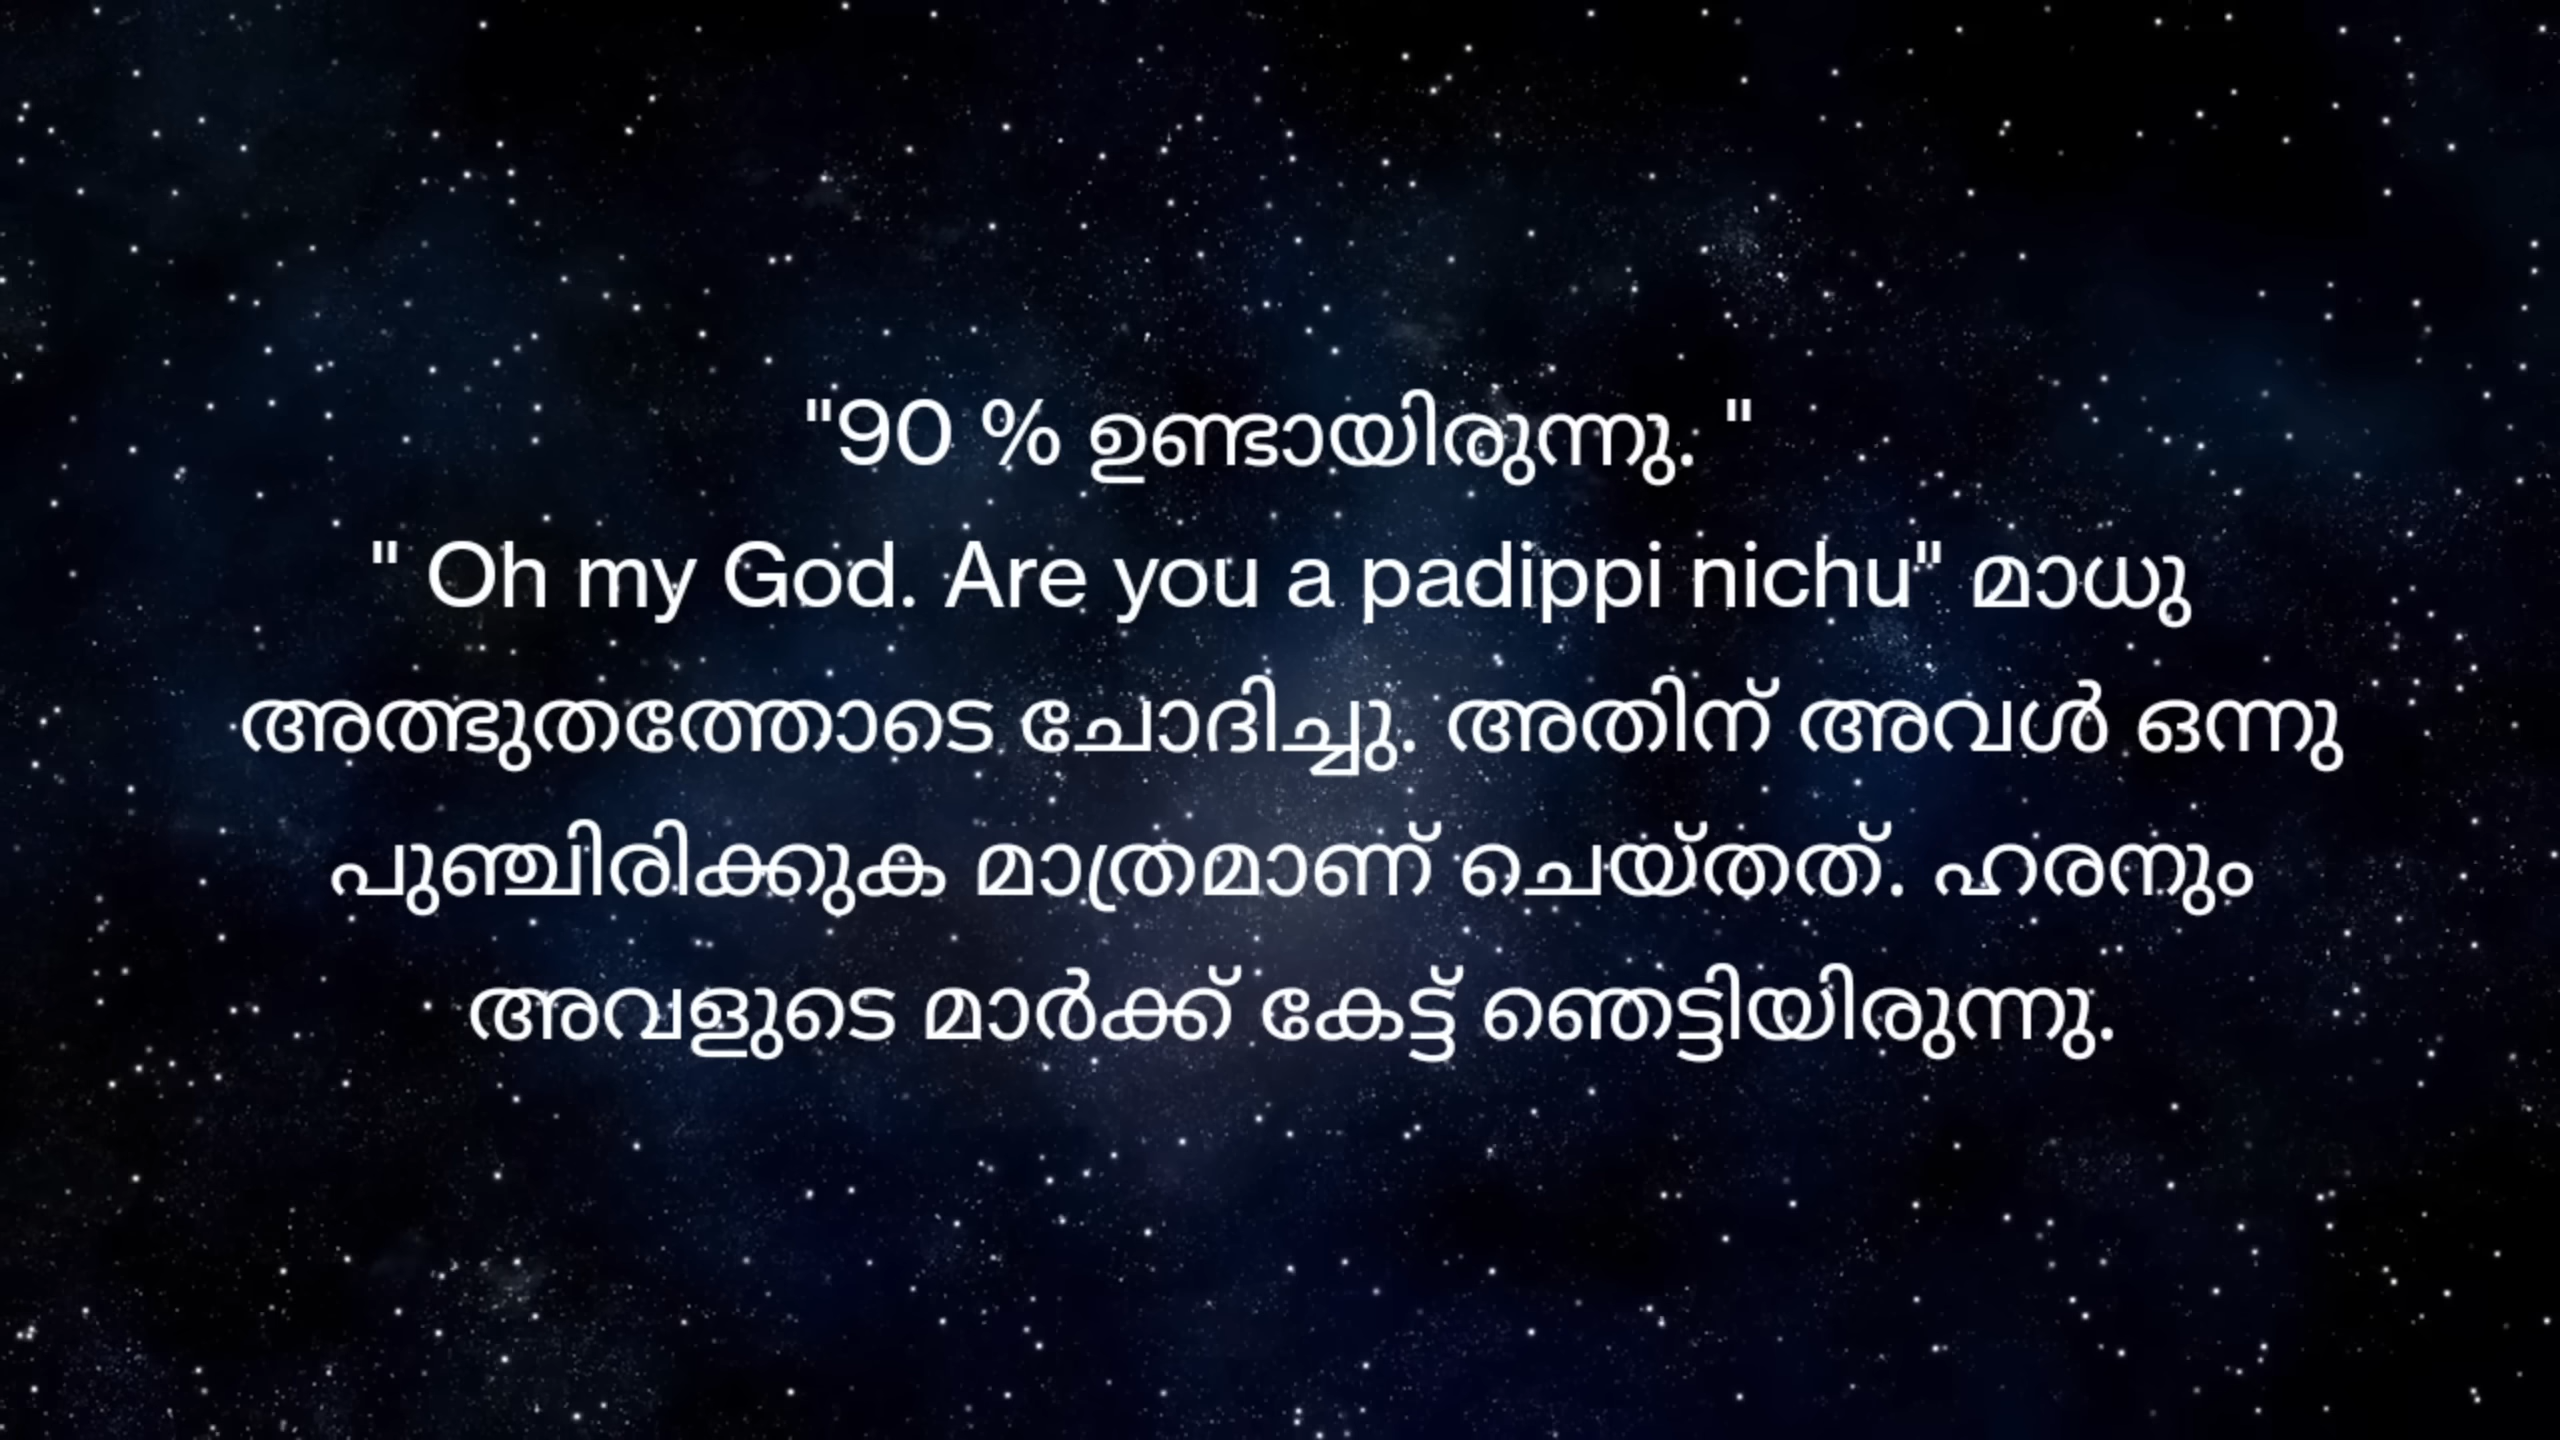 "90 % ഉണ്ടായിരുന്നു. "
" Oh my God. Are you a padippi nichu" മാധു
അത്ഭുതത്തോടെ ചോദിച്ചു. അതിന് അവൾ ഒന്നു
പുഞ്ചിരിക്കുക മാത്രമാണ് ചെയ്തത്. ഹരനും
അവളുടെ മാർക്ക് കേട്ട് ഞെട്ടിയിരുന്നു.